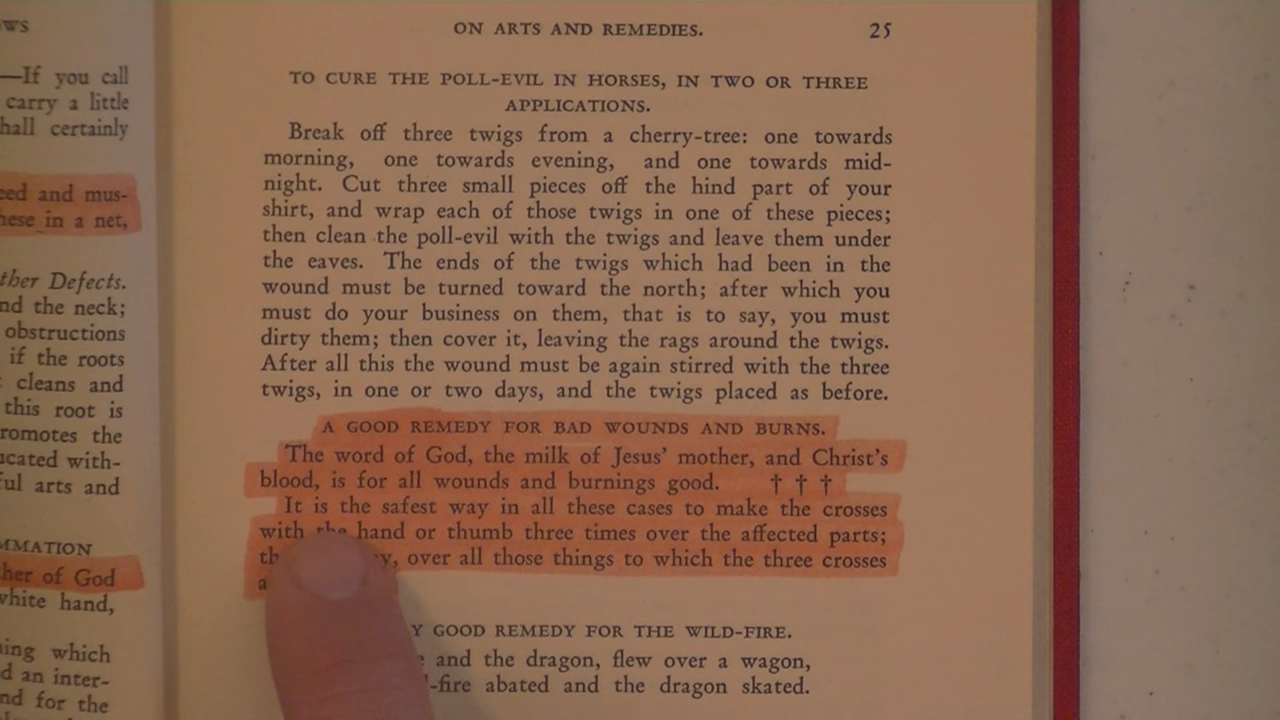 ws
—If you call
carry a little
hall certainly
eed and mus-
hese in a net,
ther Defects.
nd the neck;
obstructions
if the roots
cleans and
this root is
romotes the
icated with-
ful arts and
MMATION
her of God
white hand,
ing which
d an inter-
nd for the
ON ARTS AND REMEDIES. 25
TO CURE THE POLL-EVIL IN HORSES, IN TWO OR THREE
APPLICATIONS.
Break off three twigs from a cherry-tree: one towards
morning, one towards evening, and one towards mid-
night. Cut three small pieces off the hind part of your
shirt, and wrap each of those twigs in one of these pieces;
then clean the poll-evil with the twigs and leave them under
the eaves. The ends of the twigs which had been in the
wound must be turned toward the north; after which you
must do your business on them, that is to say, you must
dirty them; then cover it, leaving the rags around the twigs.
After all this the wound must be again stirred with the three
twigs, in one or two days, and the twigs placed as before.
A GOOD REMEDY FOR BAD WOUNDS AND BURNS.
The word of God, the milk of Jesus' mother, and Christ's
blood, is for all wounds and burnings good. † † †
It is the safest way in all these cases to make the crosses
with the hand or thumb three times over the affected parts;
th y, over all those things to which the three crosses
a
Y GOOD REMEDY FOR THE WILD-FIRE.
and the dragon, flew over a wagon,
-fire abated and the dragon skated.